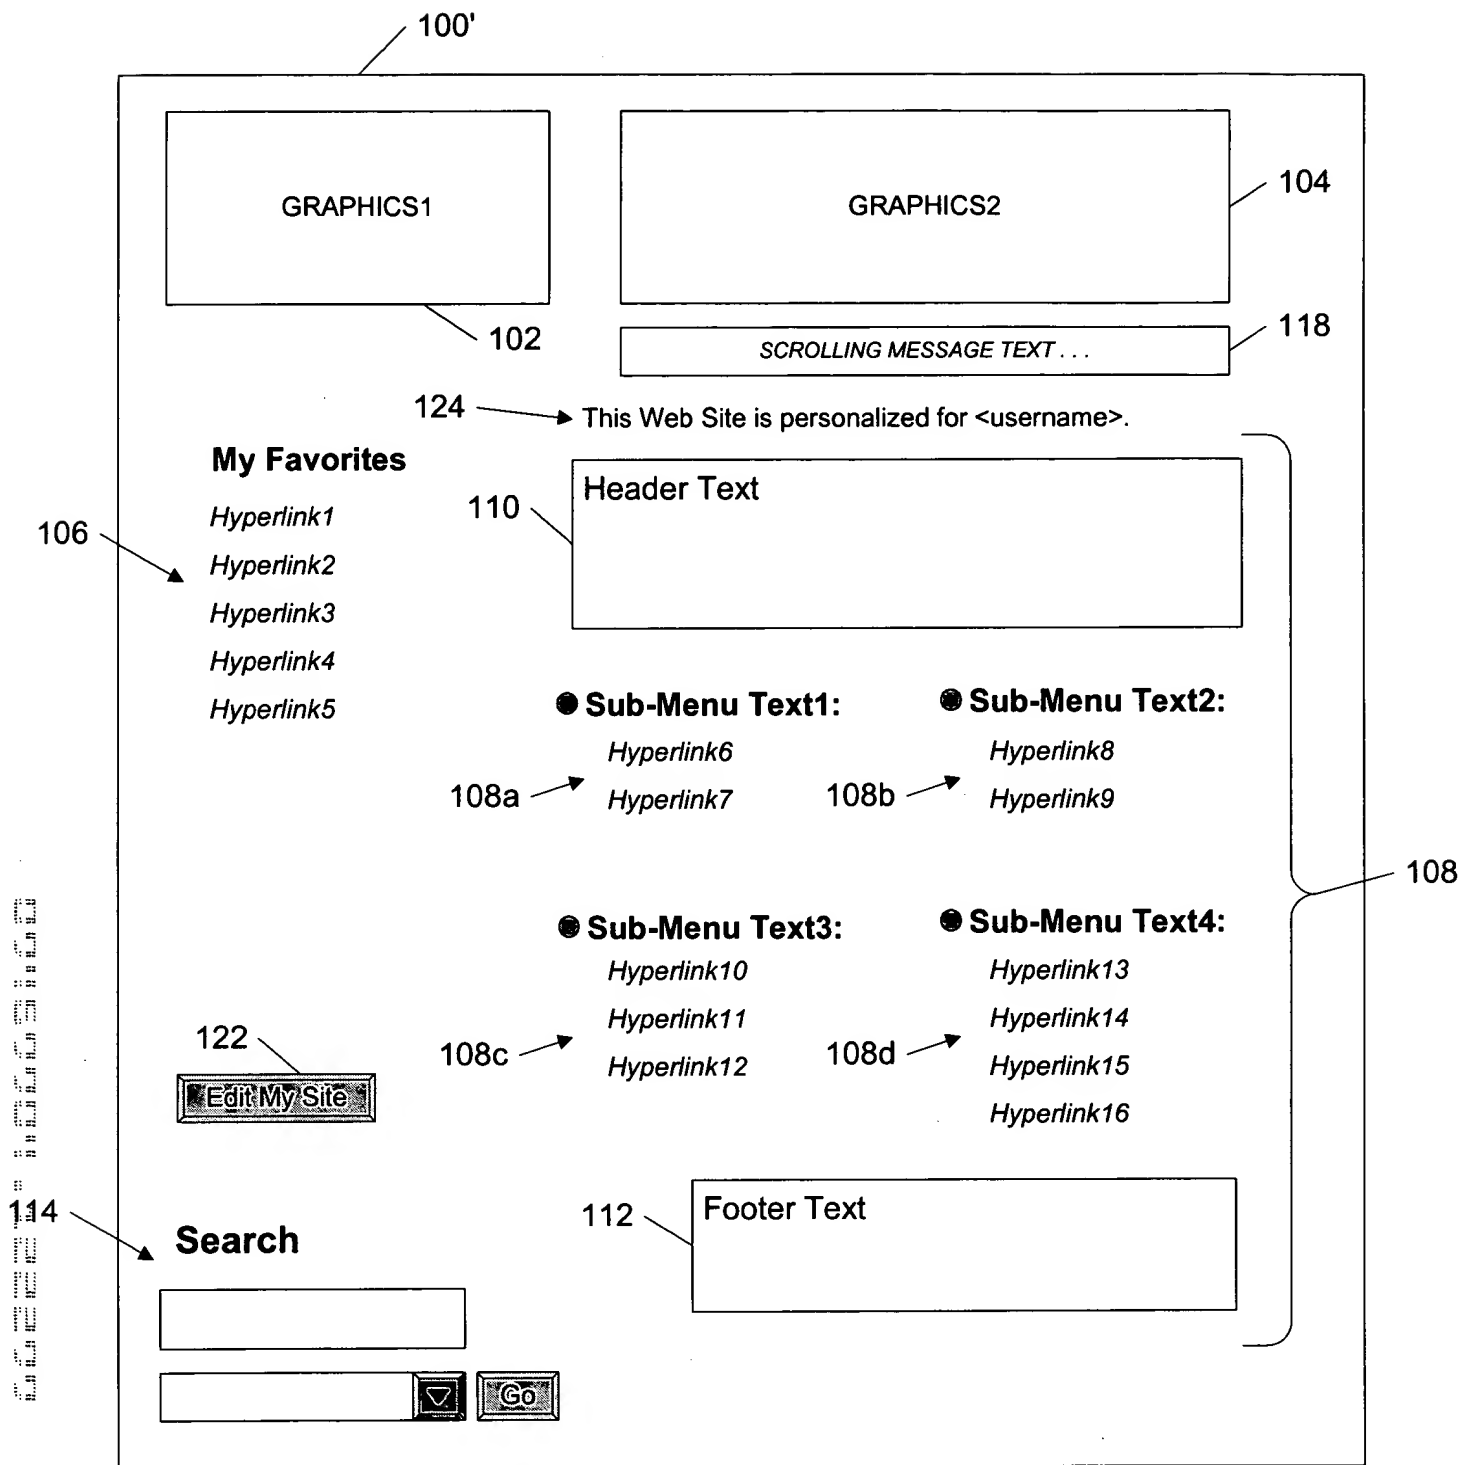 100'
GRAPHICS1
GRAPHICS2
104
102
118
SCROLLING MESSAGE TEXT . . .
124
This Web Site is personalized for <username>.
My Favorites
Header Text
110
106
Hyperlink1
Hyperlink2
Hyperlink3
Hyperlink4
Hyperlink5
Sub-Menu Text1:
Hyperlink6
Hyperlink7
108a
Sub-Menu Text2:
Hyperlink8
Hyperlink9
108b
108
Sub-Menu Text3:
Hyperlink10
Hyperlink11
Hyperlink12
108c
Sub-Menu Text4:
Hyperlink13
Hyperlink14
Hyperlink15
Hyperlink16
108d
122
Edit My Site
114
Search
112
Footer Text
Go